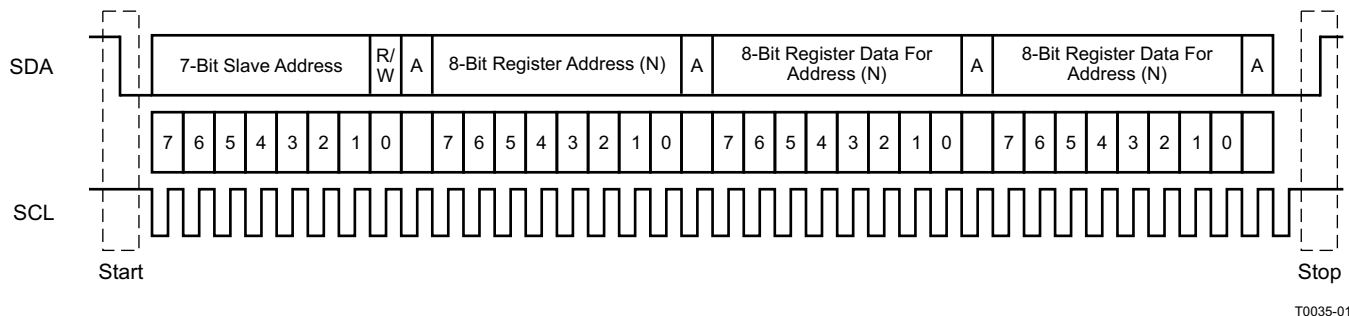 SDA
7-Bit Slave Address
R/
W
A
8-Bit Register Address (N)
A
8-Bit Register Data For
Address (N)
A
8-Bit Register Data For
Address (N)
A
7 6 5 4 3 2 1 0 7 6 5 4 3 2 1 0 7 6 5 4 3 2 1 0 7 6 5 4 3 2 1 0
SCL
Start
Stop
T0035-01